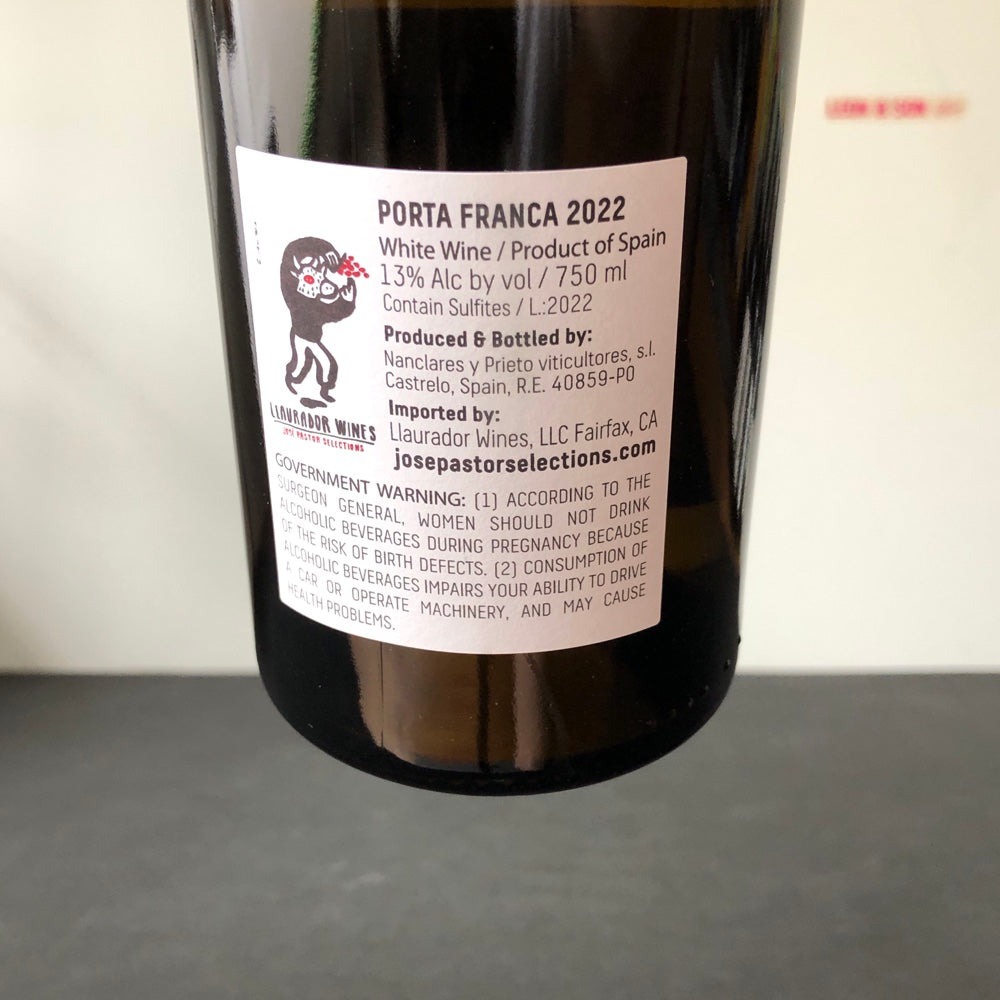 PORTA FRANCA 2022
White Wine / Product of Spain
13% Alc by vol / 750 ml
Contain Sulfites / L.:2022
Produced & Bottled by:
Nanclares y Prieto viticultores, s.l.
Castrelo, Spain, R.E. 40859-PO
Imported by:
Llaurador Wines, LLC Fairfax, CA
josepastorselections.com
LLAURADOR WINES
JOSE PASTOR SELECTIONS
GOVERNMENT WARNING: (1) ACCORDING TO THE
SURGEON GENERAL, WOMEN SHOULD NOT DRINK
ALCOHOLIC BEVERAGES DURING PREGNANCY BECAUSE
OF THE RISK OF BIRTH DEFECTS. (2) CONSUMPTION OF
ALCOHOLIC BEVERAGES IMPAIRS YOUR ABILITY TO DRIVE
A CAR OR OPERATE MACHINERY, AND MAY CAUSE
HEALTH PROBLEMS.